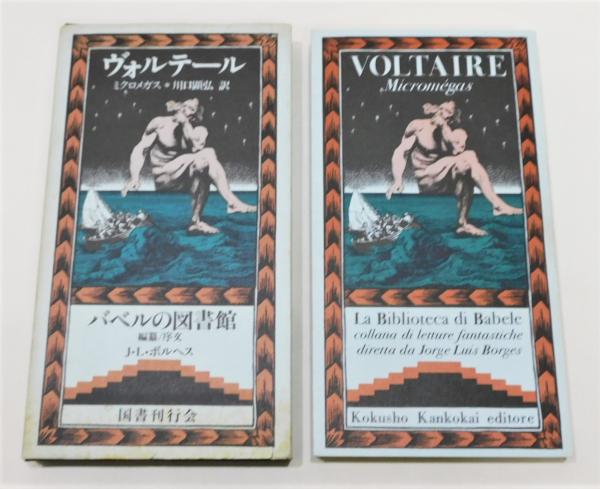 ヴォルテール
ミクロメガス＊川口顕弘 訳
バベルの図書館
編纂/序文
J・L・ボルヘス
国書刊行会
VOLTAIRE
Micromégas
La Biblioteca di Babele
collana di letture fantastiche
diretta da Jorge Luis Borges
Kokusho Kankokai editore